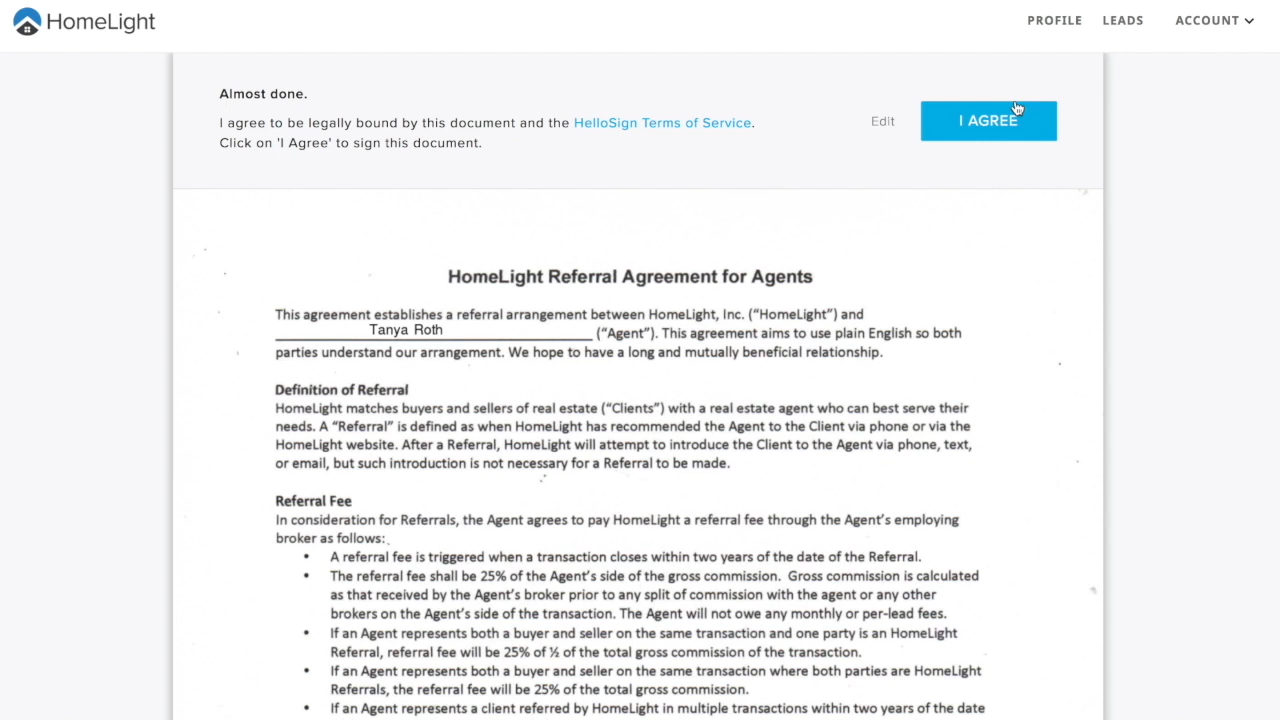 HomeLight
PROFILE LEADS ACCOUNT
Almost done.
I agree to be legally bound by this document and the HelloSign Terms of Service.
Click on 'I Agree' to sign this document.
Edit
I AGREE
HomeLight Referral Agreement for Agents
This agreement establishes a referral arrangement between HomeLight, Inc. (“HomeLight”) and
Tanya Roth
(“Agent”). This agreement aims to use plain English so both
parties understand our arrangement. We hope to have a long and mutually beneficial relationship.
Definition of Referral
HomeLight matches buyers and sellers of real estate (“Clients”) with a real estate agent who can best serve their
needs. A “Referral” is defined as when HomeLight has recommended the Agent to the Client via phone or via the
HomeLight website. After a Referral, HomeLight will attempt to introduce the Client to the Agent via phone, text,
or email, but such introduction is not necessary for a Referral to be made.
Referral Fee
In consideration for Referrals, the Agent agrees to pay HomeLight a referral fee through the Agent’s employing
broker as follows:
• A referral fee is triggered when a transaction closes within two years of the date of the Referral.
• The referral fee shall be 25% of the Agent’s side of the gross commission. Gross commission is calculated
as that received by the Agent’s broker prior to any split of commission with the agent or any other
brokers on the Agent’s side of the transaction. The Agent will not owe any monthly or per-lead fees.
• If an Agent represents both a buyer and seller on the same transaction and one party is an HomeLight
Referral, referral fee will be 25% of ½ of the total gross commission of the transaction.
• If an Agent represents both a buyer and seller on the same transaction where both parties are HomeLight
Referrals, the referral fee will be 25% of the total gross commission.
• If an Agent represents a client referred by HomeLight in multiple transactions within two years of the date